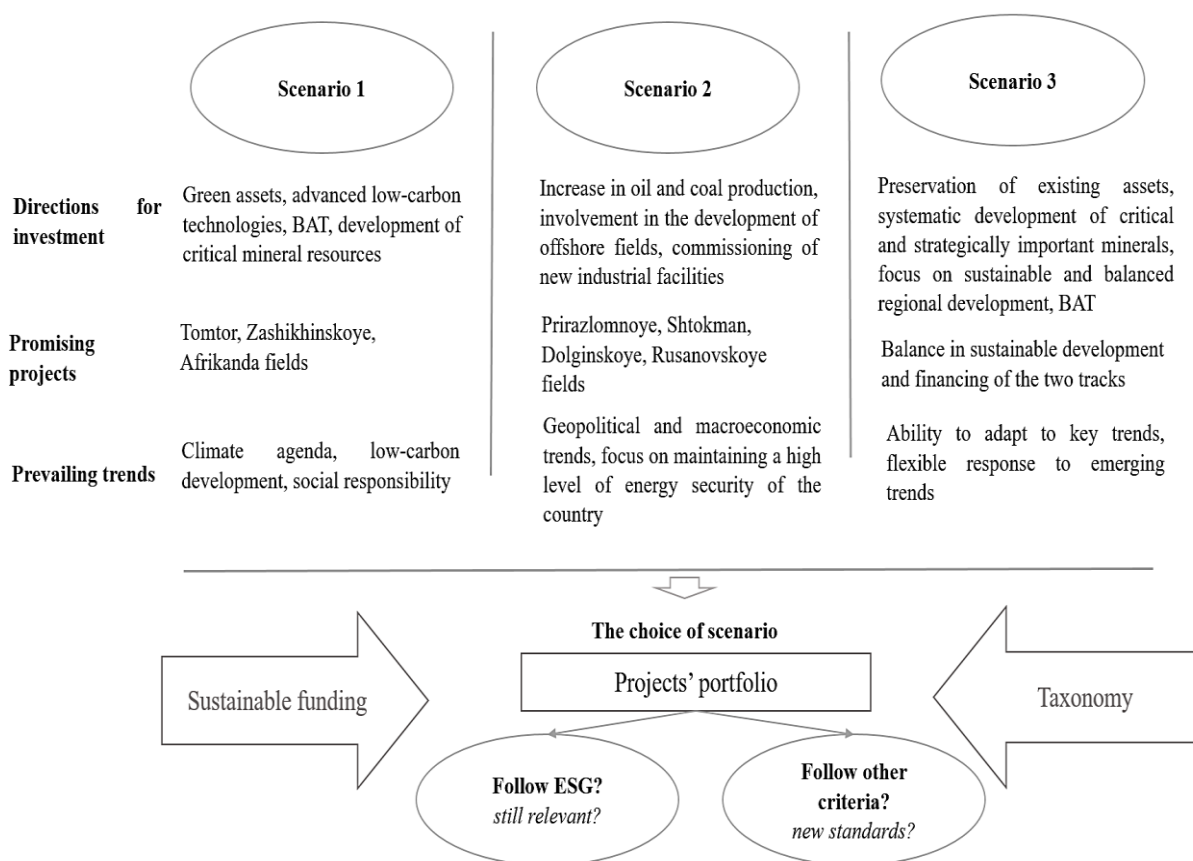 Scenario 1
Scenario 2
Scenario 3
Directions for
investment
Green assets, advanced low-carbon
technologies, BAT, development of
critical mineral resources
Increase in oil and coal production,
involvement in the development of
offshore fields, commissioning of
new industrial facilities
Preservation of existing assets,
systematic development of critical
and strategically important minerals,
focus on sustainable and balanced
regional development, BAT
Promising
projects
Tomtor, Zashikhinskoye,
Afrikanda fields
Prirazlomnoye, Shtokman,
Dolginskoye, Rusanovskoye
fields
Balance in sustainable development
and financing of the two tracks
Prevailing trends
Climate agenda, low-carbon
development, social responsibility
Geopolitical and macroeconomic
trends, focus on maintaining a high
level of energy security of the
country
Ability to adapt to key trends,
flexible response to emerging
trends
The choice of scenario
Sustainable funding
Projects’ portfolio
Taxonomy
Follow ESG?
still relevant?
Follow other
criteria?
new standards?